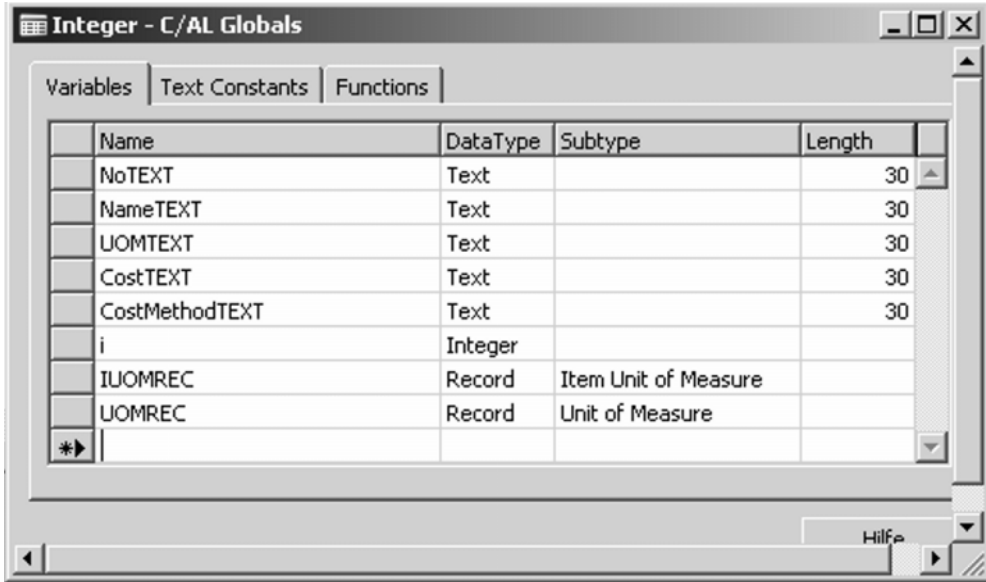 Integer - C/AL Globals
Variables Text Constants Functions
Name DataType Subtype Length
NoTEXT Text 30
NameTEXT Text 30
UOMTEXT Text 30
CostTEXT Text 30
CostMethodTEXT Text 30
i Integer
IUOMREC Record Item Unit of Measure
UOMREC Record Unit of Measure
Hilfe